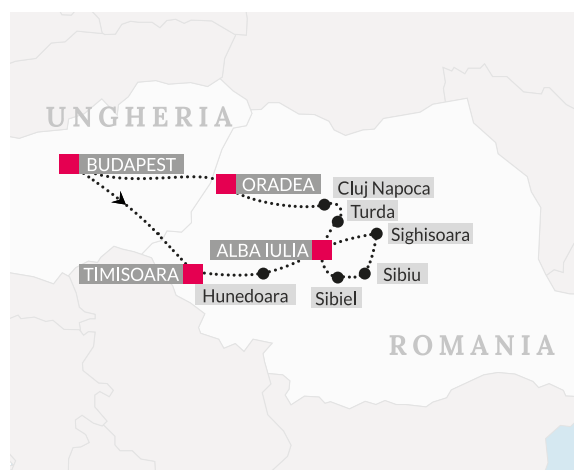 UNGHERIA
BUDAPEST
ORADEA
Cluj Napoca
Turda
Sighisoara
ALBA IULIA
TIMISOARA
Hunedoara
Sibiel
Sibiu
ROMANIA